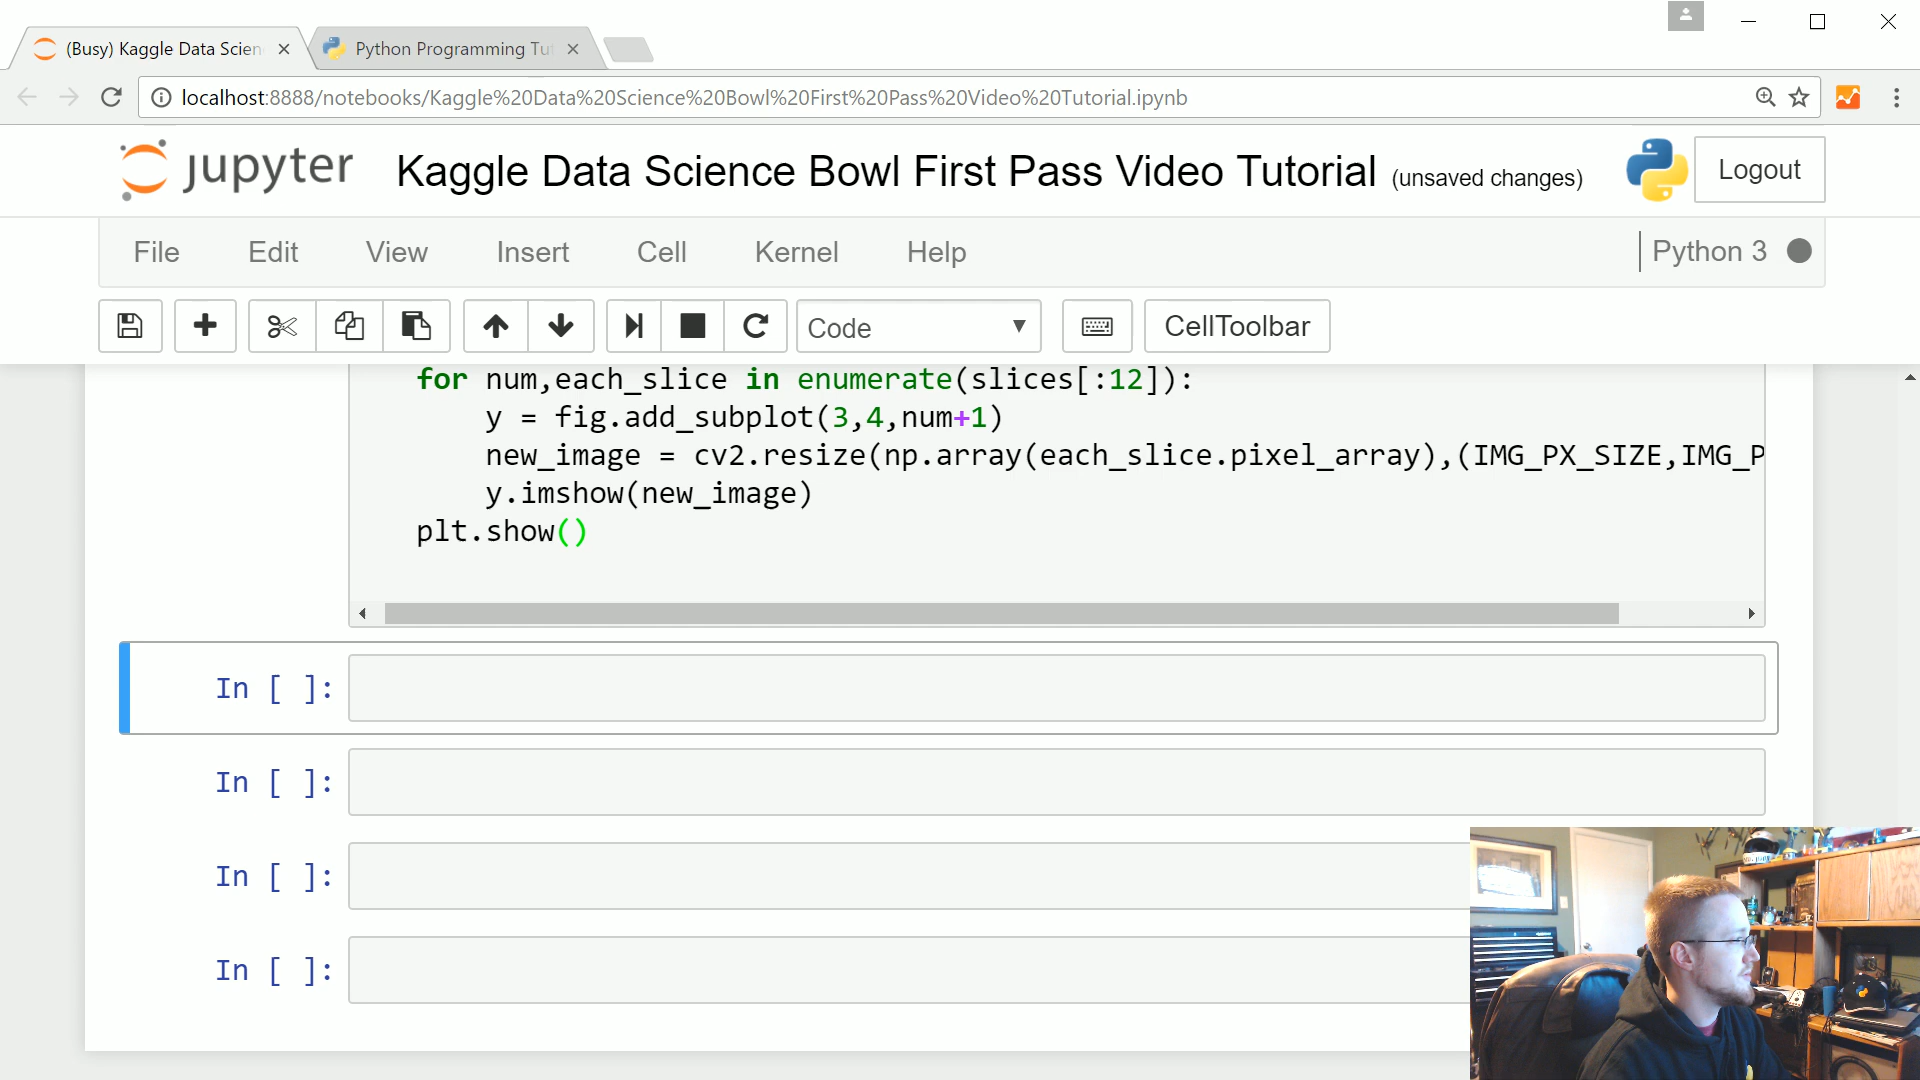 (Busy) Kaggle Data Scien
Python Programming Tut
localhost:8888/notebooks/Kaggle%20Data%20Science%20Bowl%20First%20Pass%20Video%20Tutorial.ipynb
jupyter Kaggle Data Science Bowl First Pass Video Tutorial (unsaved changes)
Logout
File Edit View Insert Cell Kernel Help
Python 3
Code
CellToolbar
for num,each_slice in enumerate(slices[:12]):
y = fig.add_subplot(3,4,num+1)
new_image = cv2.resize(np.array(each_slice.pixel_array),(IMG_PX_SIZE,IMG_P
y.imshow(new_image)
plt.show()
In [ ]:
In [ ]:
In [ ]:
In [ ]: